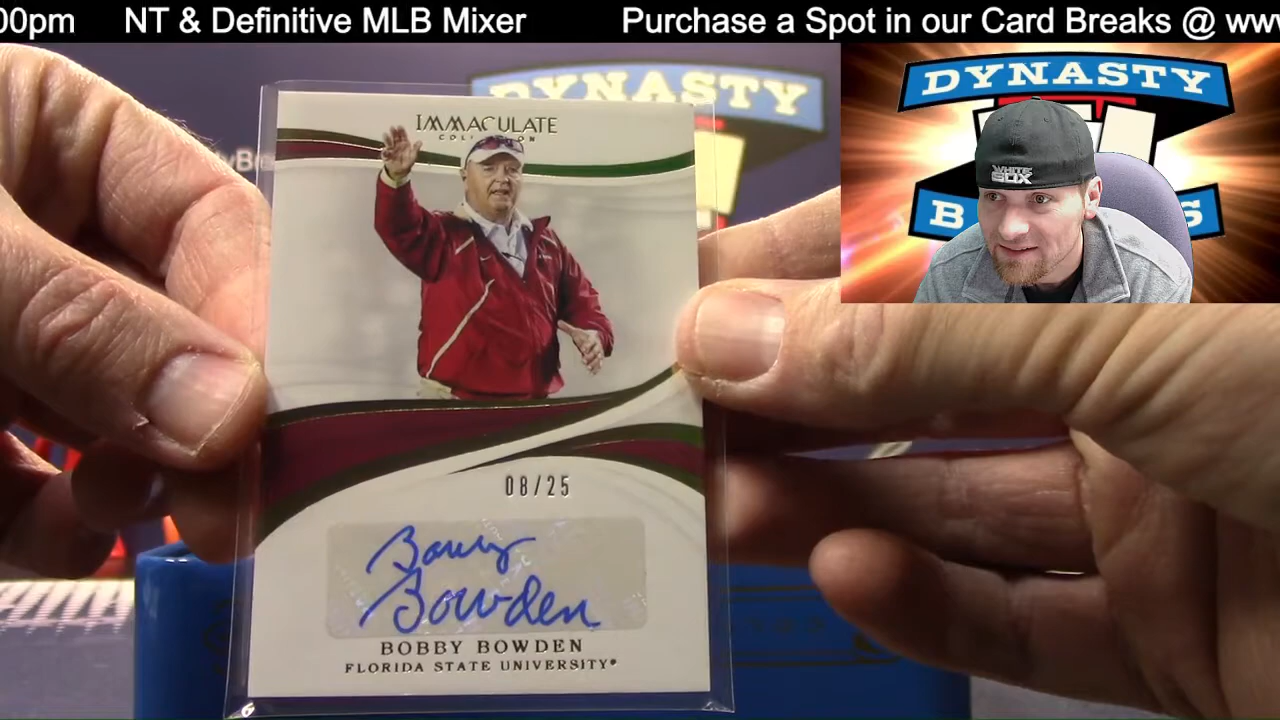 00pm NT & Definitive MLB Mixer Purchase a Spot in our Card Breaks @ www
DYNASTY
B S
WHITE
SOX
DYNASTY
IMMACULATE
COLLECTION
08/25
Bobby
Bowden
BOBBY BOWDEN
FLORIDA STATE UNIVERSITY®